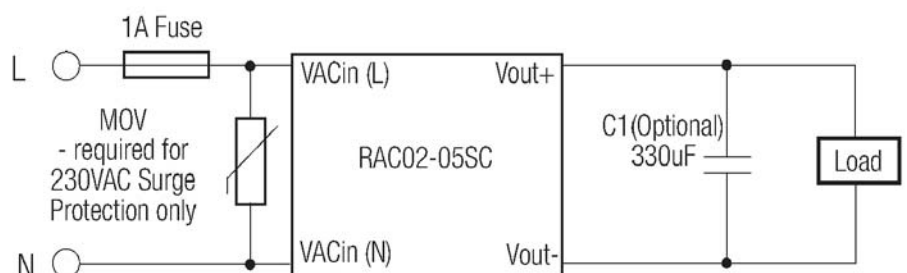 1A Fuse
L
VACin (L)
Vout+
MOV
- required for
230VAC Surge
Protection only
RAC02-05SC
C1(Optional)
330uF
Load
N
VACin (N)
Vout-